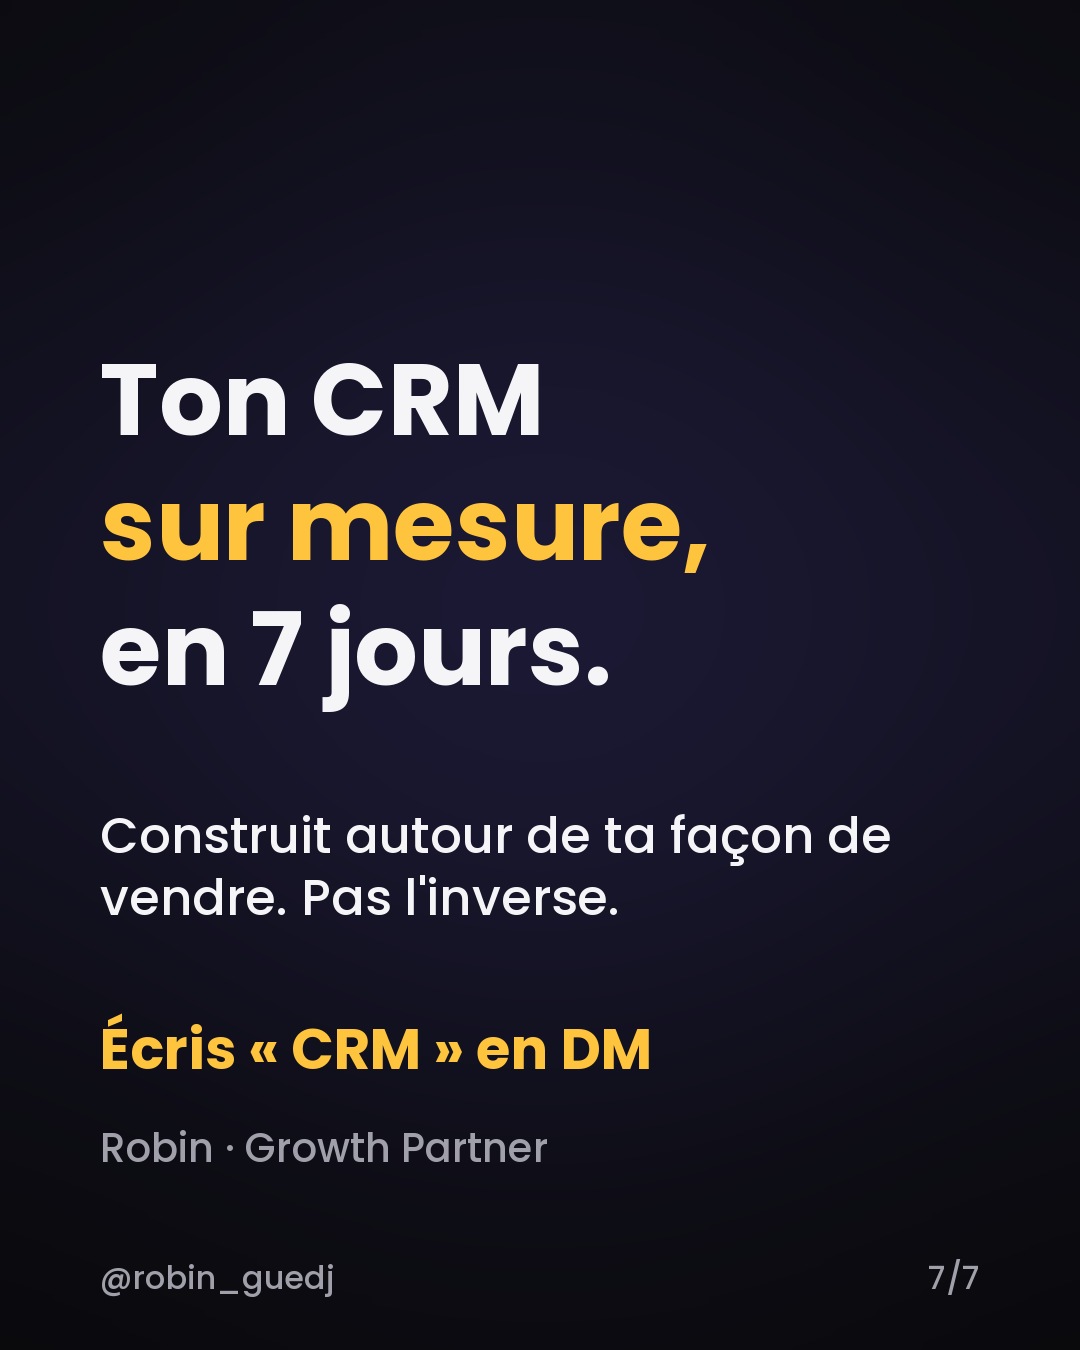 Ton CRM
sur mesure,
en 7 jours.
Construit autour de ta façon de
vendre. Pas l'inverse.
Écris « CRM » en DM
Robin · Growth Partner
@robin_guedj
7/7